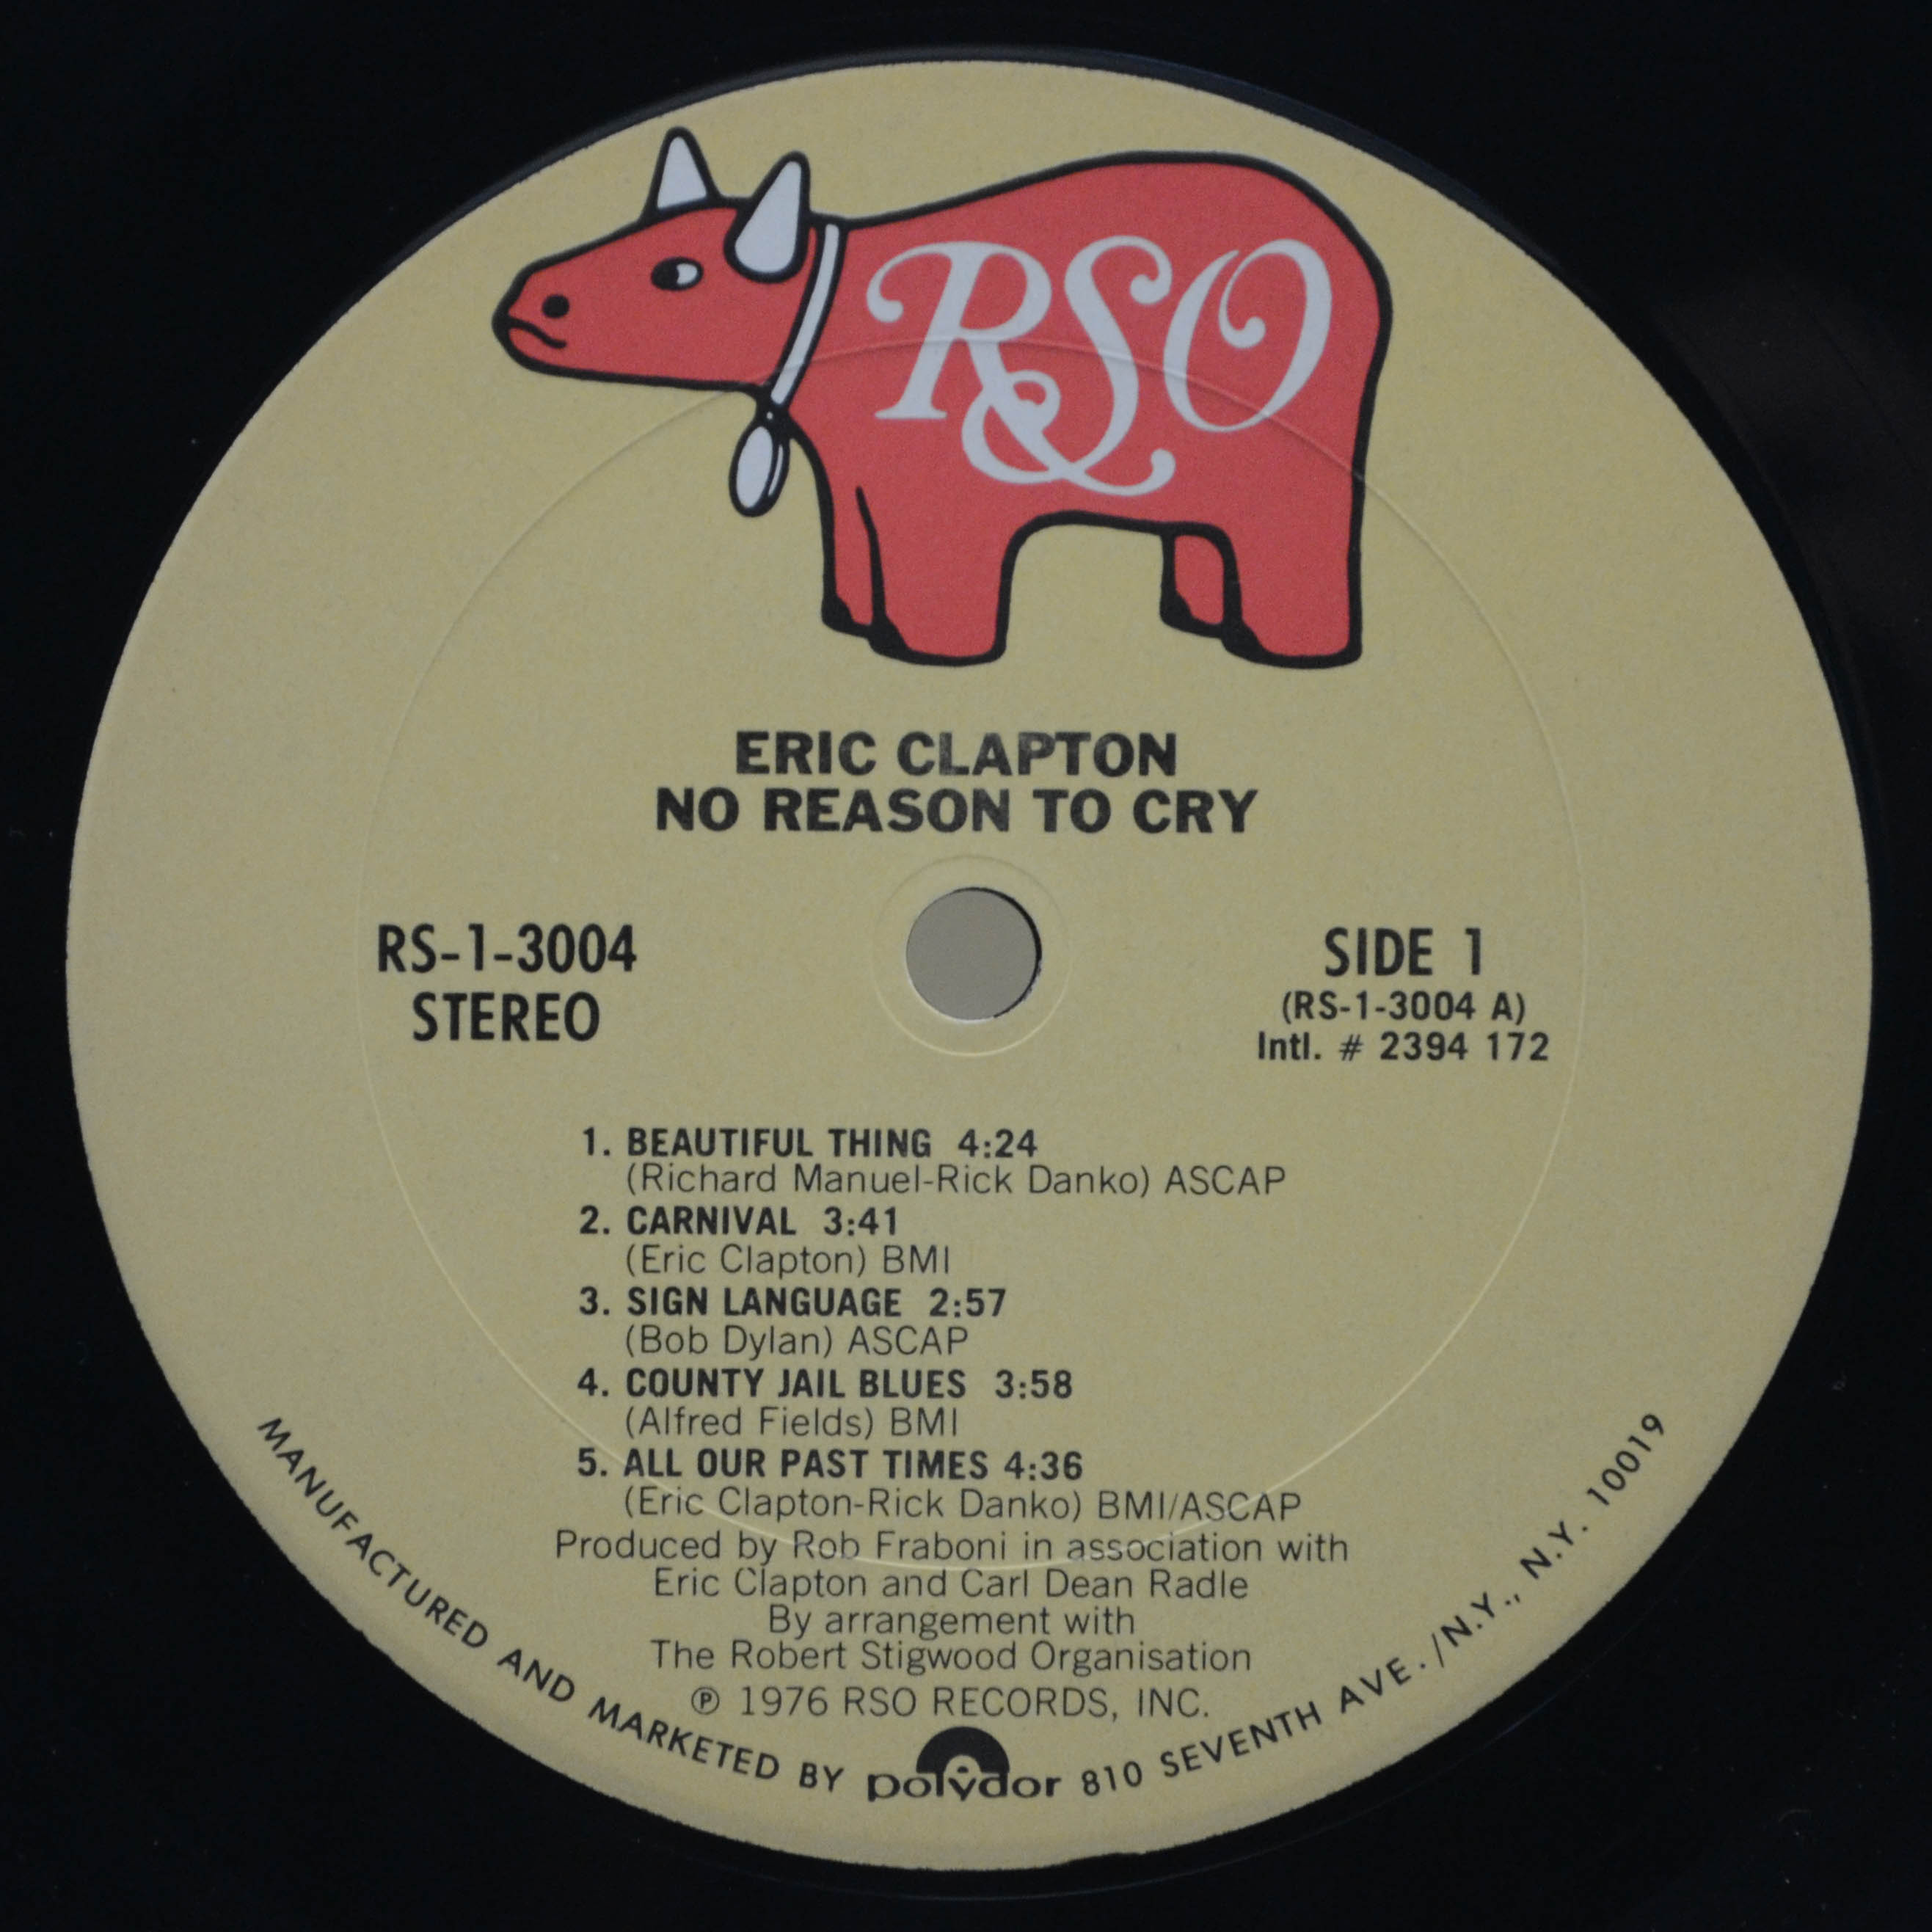 RSO
ERIC CLAPTON
NO REASON TO CRY
RS-1-3004
STEREO
SIDE 1
(RS-1-3004 A)
Intl. # 2394 172
1. BEAUTIFUL THING 4:24
(Richard Manuel-Rick Danko) ASCAP
2. CARNIVAL 3:41
(Eric Clapton) BMI
3. SIGN LANGUAGE 2:57
(Bob Dylan) ASCAP
4. COUNTY JAIL BLUES 3:58
(Alfred Fields) BMI
5. ALL OUR PAST TIMES 4:36
(Eric Clapton-Rick Danko) BMI/ASCAP
Produced by Rob Fraboni in association with
Eric Clapton and Carl Dean Radle
By arrangement with
The Robert Stigwood Organisation
℗ 1976 RSO RECORDS, INC.
MANUFACTURED AND MARKETED BY polydor 810 SEVENTH AVE./N.Y., N.Y. 10019